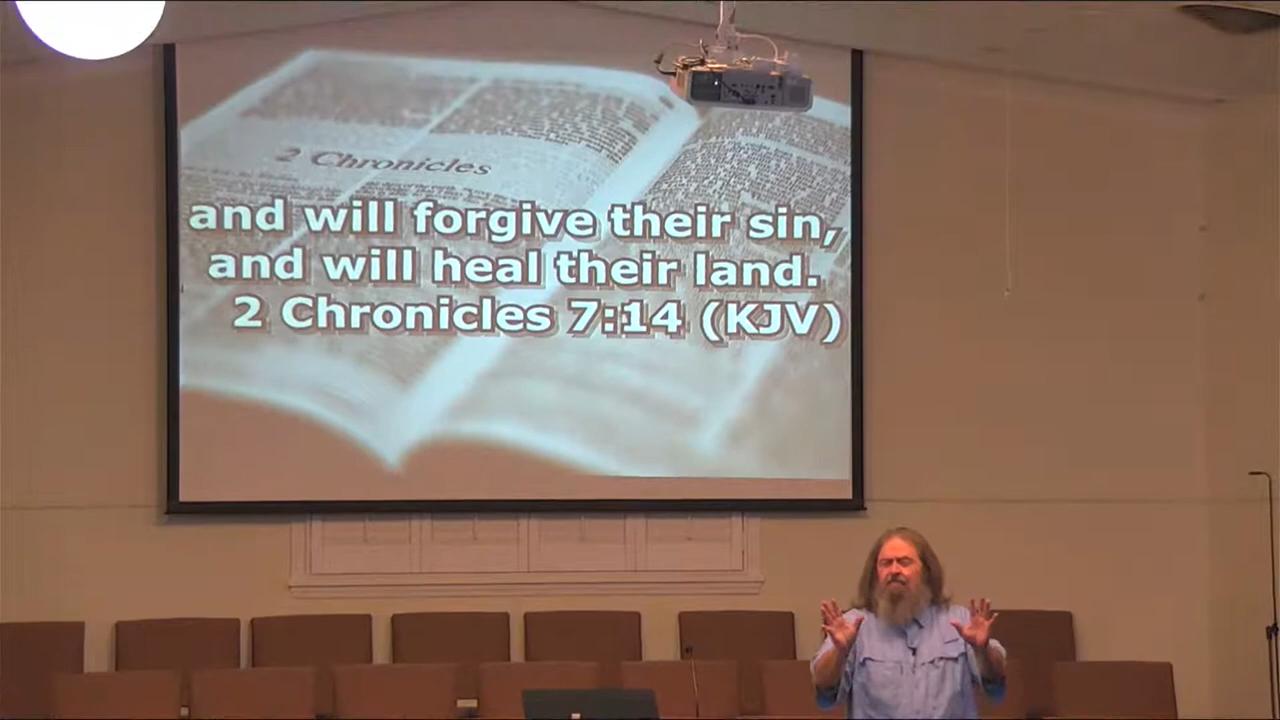 2 Chronicles
and will forgive their sin,
and will heal their land.
2 Chronicles 7:14 (KJV)